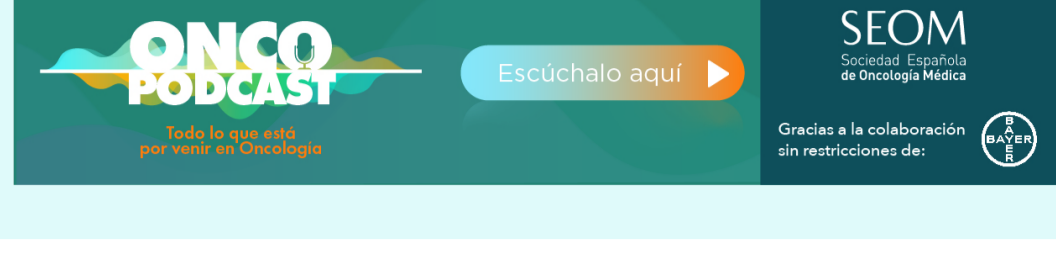 ONCO
PODCAST
Todo lo que está
por venir en Oncología
Escúchalo aquí
SEOM
Sociedad Española
de Oncología Médica
Gracias a la colaboración
sin restricciones de:
BAYER
BAYER